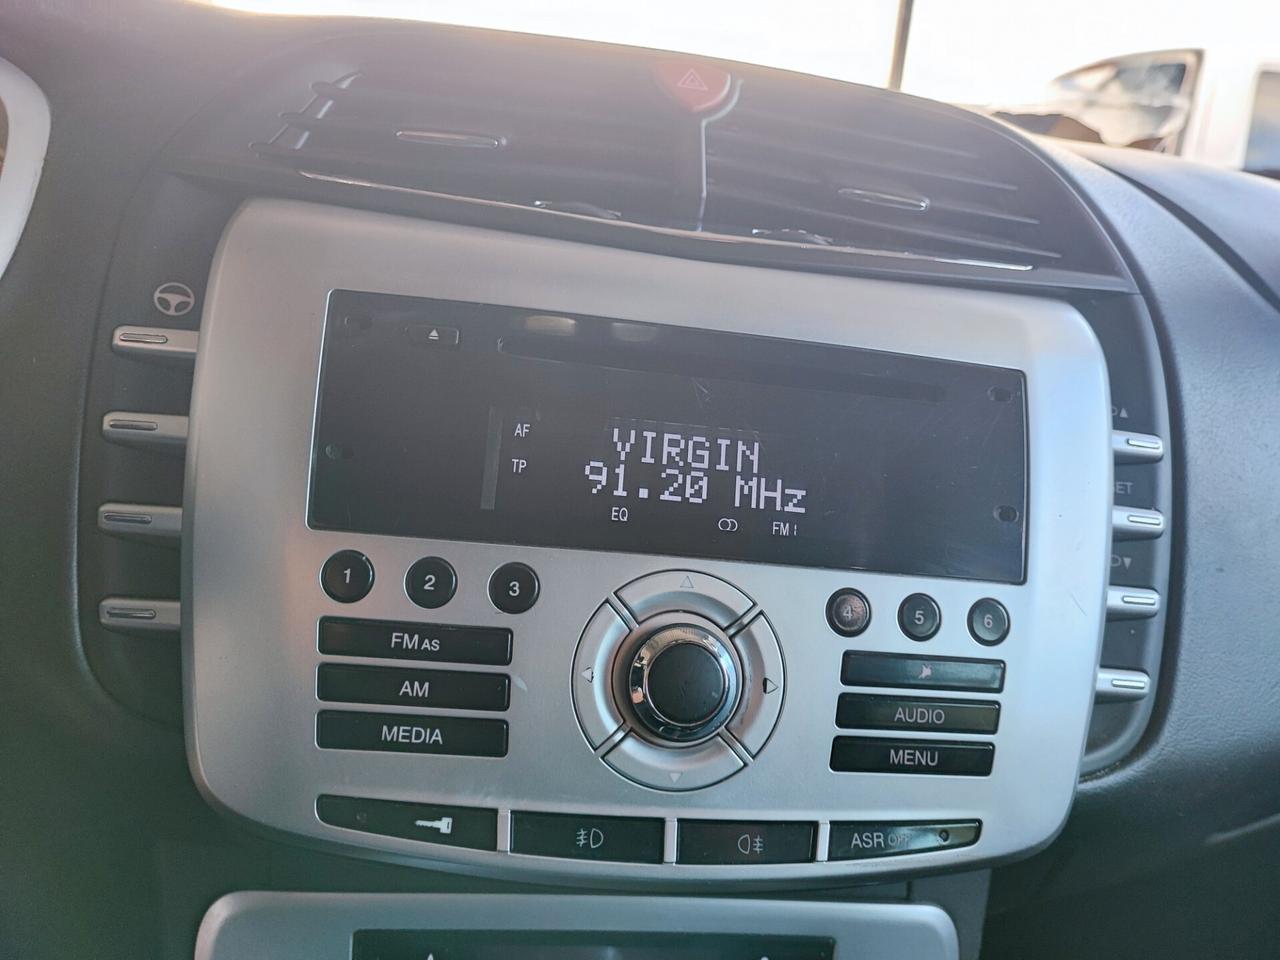 AF
VIRGIN
TP
91.20 MHz
EQ
FM1
1
2
3
4
5
6
FM AS
AM
AUDIO
MEDIA
MENU
ASR OFF